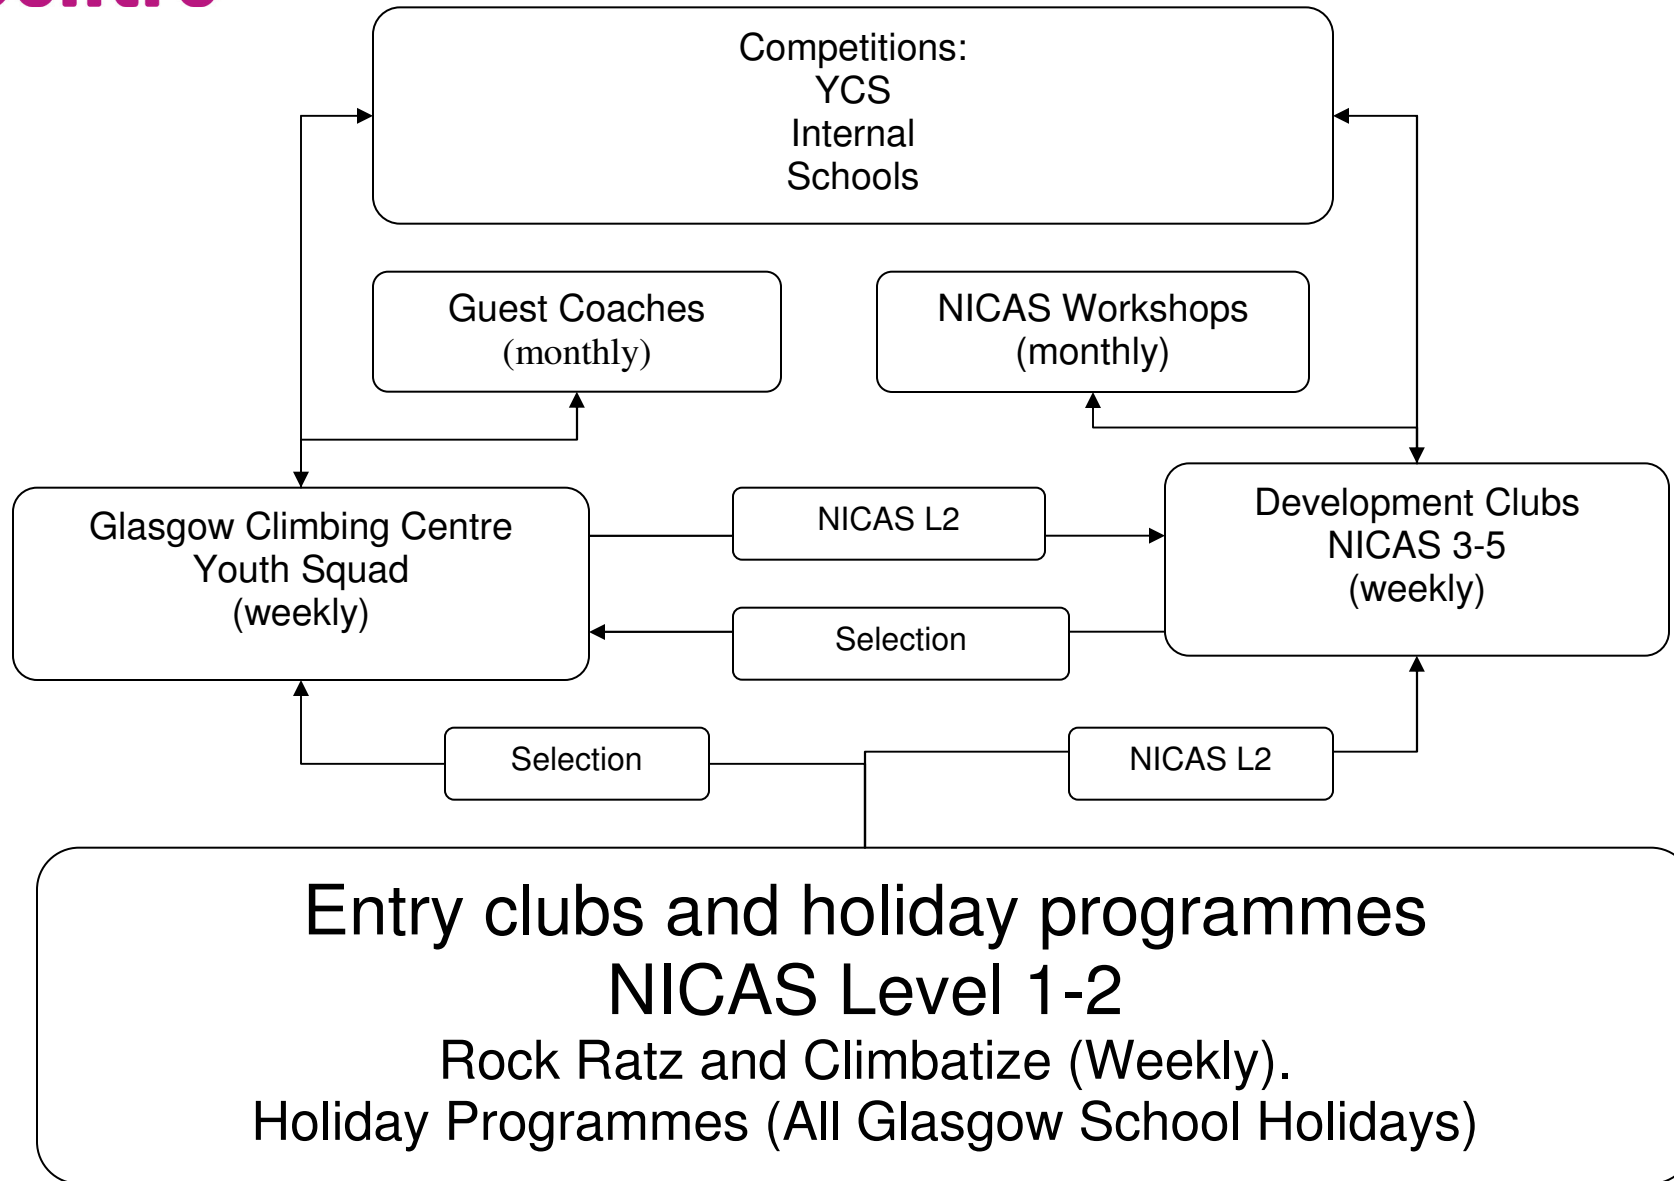 Competitions:
YCS
Internal
Schools
Guest Coaches
(monthly)
NICAS Workshops
(monthly)
Glasgow Climbing Centre
Youth Squad
(weekly)
NICAS L2
Development Clubs
NICAS 3-5
(weekly)
Selection
Selection
NICAS L2
Entry clubs and holiday programmes
NICAS Level 1-2
Rock Ratz and Climbatize (Weekly).
Holiday Programmes (All Glasgow School Holidays)